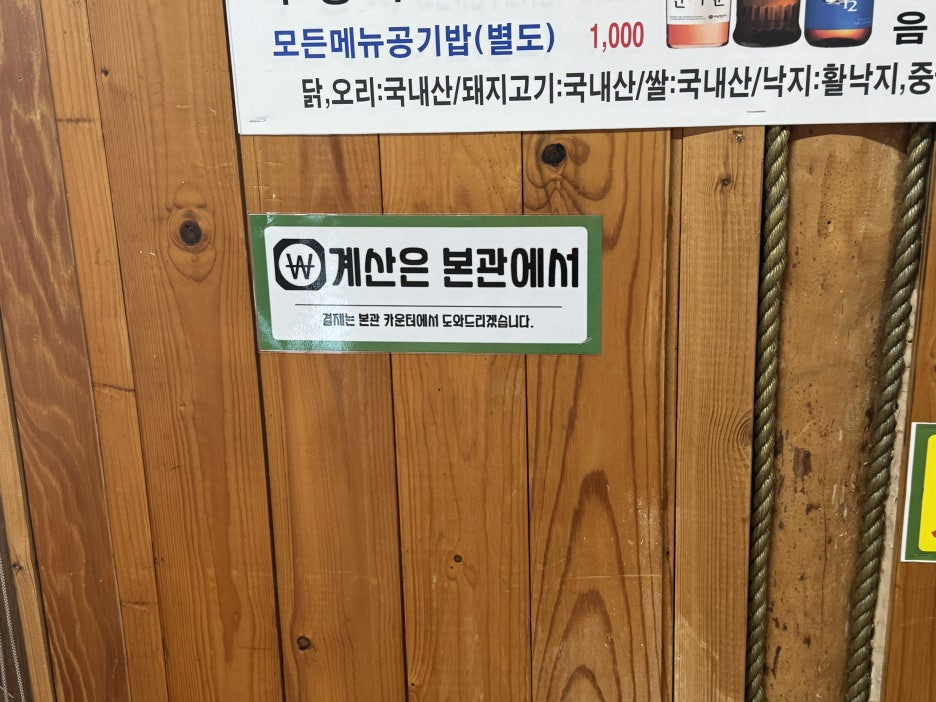 모든메뉴공기밥(별도) 1,000
음
닭,오리:국내산/돼지고기:국내산/쌀:국내산/낙지:활낙지,중
₩계산은 본관에서
결제는 본관 카운터에서 도와드리겠습니다.